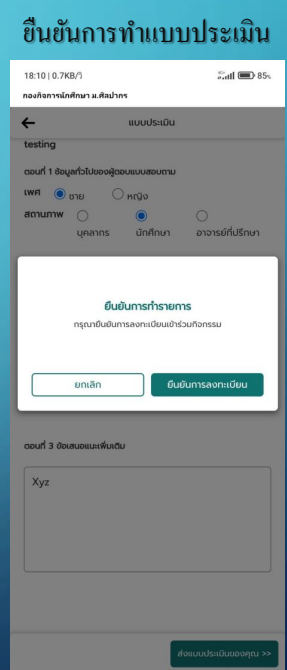 ยืนยันการทำแบบประเมิน
18:10 | 0.7KB/วิ 85%
กองกิจการนักศึกษา ม.ศิลปากร
แบบประเมิน
testing
ตอนที่ 1 ข้อมูลทั่วไปของผู้ตอบแบบสอบถาม
เพศ ชาย หญิง
สถานภาพ
บุคลากร นักศึกษา อาจารย์ที่ปรึกษา
ยืนยันการทำรายการ
กรุณายืนยันการลงทะเบียนเข้าร่วมกิจกรรม
ยกเลิก ยืนยันการลงทะเบียน
ตอนที่ 3 ข้อเสนอแนะเพิ่มเติม
Xyz
ส่งแบบประเมินของคุณ >>